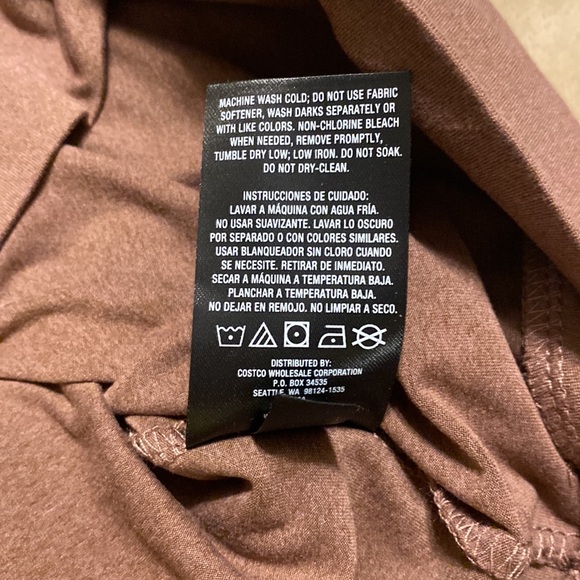 MACHINE WASH COLD; DO NOT USE FABRIC
SOFTENER, WASH DARKS SEPARATELY OR
WITH LIKE COLORS. NON-CHLORINE BLEACH
WHEN NEEDED, REMOVE PROMPTLY,
TUMBLE DRY LOW; LOW IRON. DO NOT SOAK.
DO NOT DRY-CLEAN.
INSTRUCCIONES DE CUIDADO:
LAVAR A MÁQUINA CON AGUA FRÍA.
NO USAR SUAVIZANTE. LAVAR LO OSCURO
POR SEPARADO O CON COLORES SIMILARES.
USAR BLANQUEADOR SIN CLORO CUANDO
SE NECESITE. RETIRAR DE INMEDIATO.
SECAR A MÁQUINA A TEMPERATURA BAJA.
PLANCHAR A TEMPERATURA BAJA.
NO DEJAR EN REMOJO. NO LIMPIAR A SECO.
DISTRIBUTED BY:
COSTCO WHOLESALE CORPORATION
P.O. BOX 34535
SEATTLE, WA 98124-1535